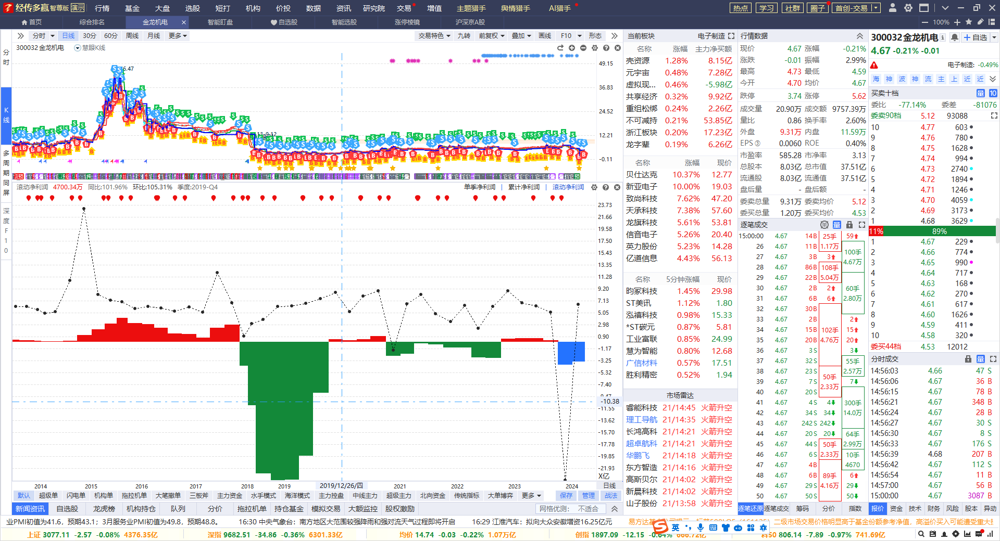 经传多赢 智尊版 演示 行情 基金 大盘 选股 短打 机构 价投 数据 资讯 研究院 交易 增值 主题猎手 舆情猎手 AI猎手 热点 学习 社群 圈子 首创-交易
首页 综合排名 金龙机电 × 智能盯盘 自选股 智能选股 涨停棱镜 沪深京A股 100%
分时 日线 30分 60分 周线 月线 更多 交易特色 九转 前复权 叠加 画线 F10 形态
300032 金龙机电 慧眼K线
分时
K线
多周期同屏
深度F10
49.15
36.83
24.52
12.21
-0.11
滚动净利润 4700.34万 同比:101.96% 环比:105.31% 季度:2019-Q4 单季净利润 | 累计净利润 | 滚动净利润
23.73
21.66
19.58
17.50
15.43
13.35
11.28
9.20
7.13
5.05
2.98
0.90
-1.17
-3.25
-5.32
-7.40
-10.38
-11.55
-13.62
-15.70
-17.78
-19.85
-21.93
X亿
2014 2015 2016 2017 2018 2019 2019/12/26/四 2021 2022 2023 2024 日线
默认 超级单 闪电单 机构单 拖拉机单 大笔撤单 三板斧 主力资金 水手模式 海洋模式 主力控盘 中线主力 超级主力 北向资金 传统指标 大单博弈 更多 保存 管理 战法
新闻资讯 自选股 龙虎榜 机构持仓 队列 分价 拖拉机单 持仓基金 模拟交易 大额监控 股权激励 网格优测: 不适合
当前板块 电子制造
名称 涨幅 主力净买额
壳资源 1.28% 8.15亿
元宇宙 0.48% 7.28亿
虚拟现... 0.46% -5.98亿
共享经济 0.32% 9.92亿
重组松绑 0.24% 2.26亿
不可减持 0.21% 53.85亿
浙江板块 0.20% 17.23亿
龙字辈 0.19% 6.26亿
名称 涨幅 现价
贝仕达克 10.37% 12.77
新亚电子 10.00% 19.03
致尚科技 7.62% 47.20
天承科技 7.38% 57.60
龙旗科技 5.61% 53.81
信音电子 5.26% 20.40
英力股份 5.23% 14.28
亿道信息 4.43% 56.13
名称 5分钟涨幅 现价
昀冢科技 1.45% 29.98
ST美讯 1.12% 1.80
泓禧科技 0.98% 15.33
*ST碳元 0.87% 5.81
工业富联 0.85% 24.99
慧为智能 0.80% 12.68
广信材料 0.57% 17.51
胜利精密 0.52% 1.94
市场雷达
睿能科技 21/14:45 火箭升空
理工导航 21/14:35 火箭升空
长鸿高科 21/14:21 火箭升空
超卓航科 21/14:21 火箭升空
华鹏飞 21/14:18 火箭升空
东方智造 21/14:16 火箭升空
高斯贝尔 21/14:02 火箭升空
新晨科技 21/14:02 火箭升空
山子股份 21/13:58 火箭升空
行情数据
现价 4.67 涨幅 -0.21%
涨跌 -0.01 振幅 2.99%
最高 4.73 最低 4.59
今开 4.70 均价 4.67
跌停 3.74 涨停 5.62
成交量 20.90万 成交额 9757.39万
量比 0.86 换手率 2.60%
外盘 9.31万 内盘 11.59万
EPS③ 0.0060 ROE 0.40%
市盈率 585.28 市净率 3.13
总股本 8.03亿 总市值 37.51亿
流通股 8.03亿 流通值 37.51亿
盘后量 - 盘后额 -
委卖总量 9.31万 委卖均价 5.12
委买总量 1.20万 委买均价 4.53
逐笔成交
15:00:00 4.67 14 B
26 4.67 11 B
27 4.67 3 B
28 4.67 86 B
29 4.67 22 B
30 4.67 2 B
31 4.67 6 B
32 4.67 30 B
33 4.67 2 B
34 4.67 15 B
35 4.67 20 B
36 4.67 3 S
37 4.67 32 S
38 4.67 23 S
39 4.67 7 S
40 4.67 20 S
41 4.67 4 S
42 4.67 34 S
43 4.67 242 S
44 4.67 20 S
45 4.67 44 S
46 4.67 6 S
47 4.67 4 B
48 4.67 6 B
49 4.67 29 S
50 4.67 50 S
25手
1.17万
3
108手
5.04万
2
6
102手
4.76万
50手
2.33万
4
34
242
20
50手
2.33万
89手
4.16万
59
100手
4.67万
60手
2.80万
2
15
20
3
55手
2.57万
7
300手
14.0万
64手
2.99万
10手
4670
6
29
50
逐笔还原 逐笔成交 筹码 分价 指数
300032 金龙机电 自选
4.67 -0.21% -0.01
电子制造: -0.49%
海 神 波 神 流 主 上 近 近
买卖十档 量 10
委比 -77.14% 委差 -81076
委卖90档 5.12 93088
10 4.77 603
9 4.76 780
8 4.75 1628
7 4.74 994
6 4.73 2740
5 4.72 1894
4 4.71 1246
3 4.70 4059
2 4.69 3173
1 4.68 3629
11% 89%
1 4.67 229
2 4.66 774
3 4.65 990
4 4.64 717
5 4.63 168
6 4.62 270
7 4.61 617
8 4.60 1626
9 4.59 411
10 4.58 320
委买44档 4.53 12012
分时成交
14:56:03 4.66 47 S
14:56:06 4.67 36 B
14:56:15 4.67 78 B
14:56:21 4.67 348 B
14:56:24 4.67 28 B
14:56:27 4.67 30 S
14:56:30 4.67 8 S
14:56:33 4.67 176 S
14:56:39 4.68 207 B
14:56:42 4.67 112 S
14:56:54 4.67 11 B
14:57:00 4.67 56 B
15:00:00 4.67 3087 B
报价 资金 技术 财务 风险 股本 异动
业PMI初值为41.6，预期43.1；3月服务业PMI初值为49.8，预期48.8。 16:30 中央气象台：南方地区大范围较强降雨和强对流天气过程即将开启 16:29 江淮汽车：拟向大众安徽增资16.25亿元 二级市场交易价格明显高于基金份额参考净值，高溢价买入可能遭受重大
上证 3077.11 -2.57 -0.08% 4376.35亿 深指 9682.51 -34.86 -0.36% 6301.33亿 均价 14.74 -0.03 -0.22% 1.07万亿 创指 1897.09 -12.15 -0.64% 666.72亿 科50 806.14 -7.89 -0.97% 741.69亿
英